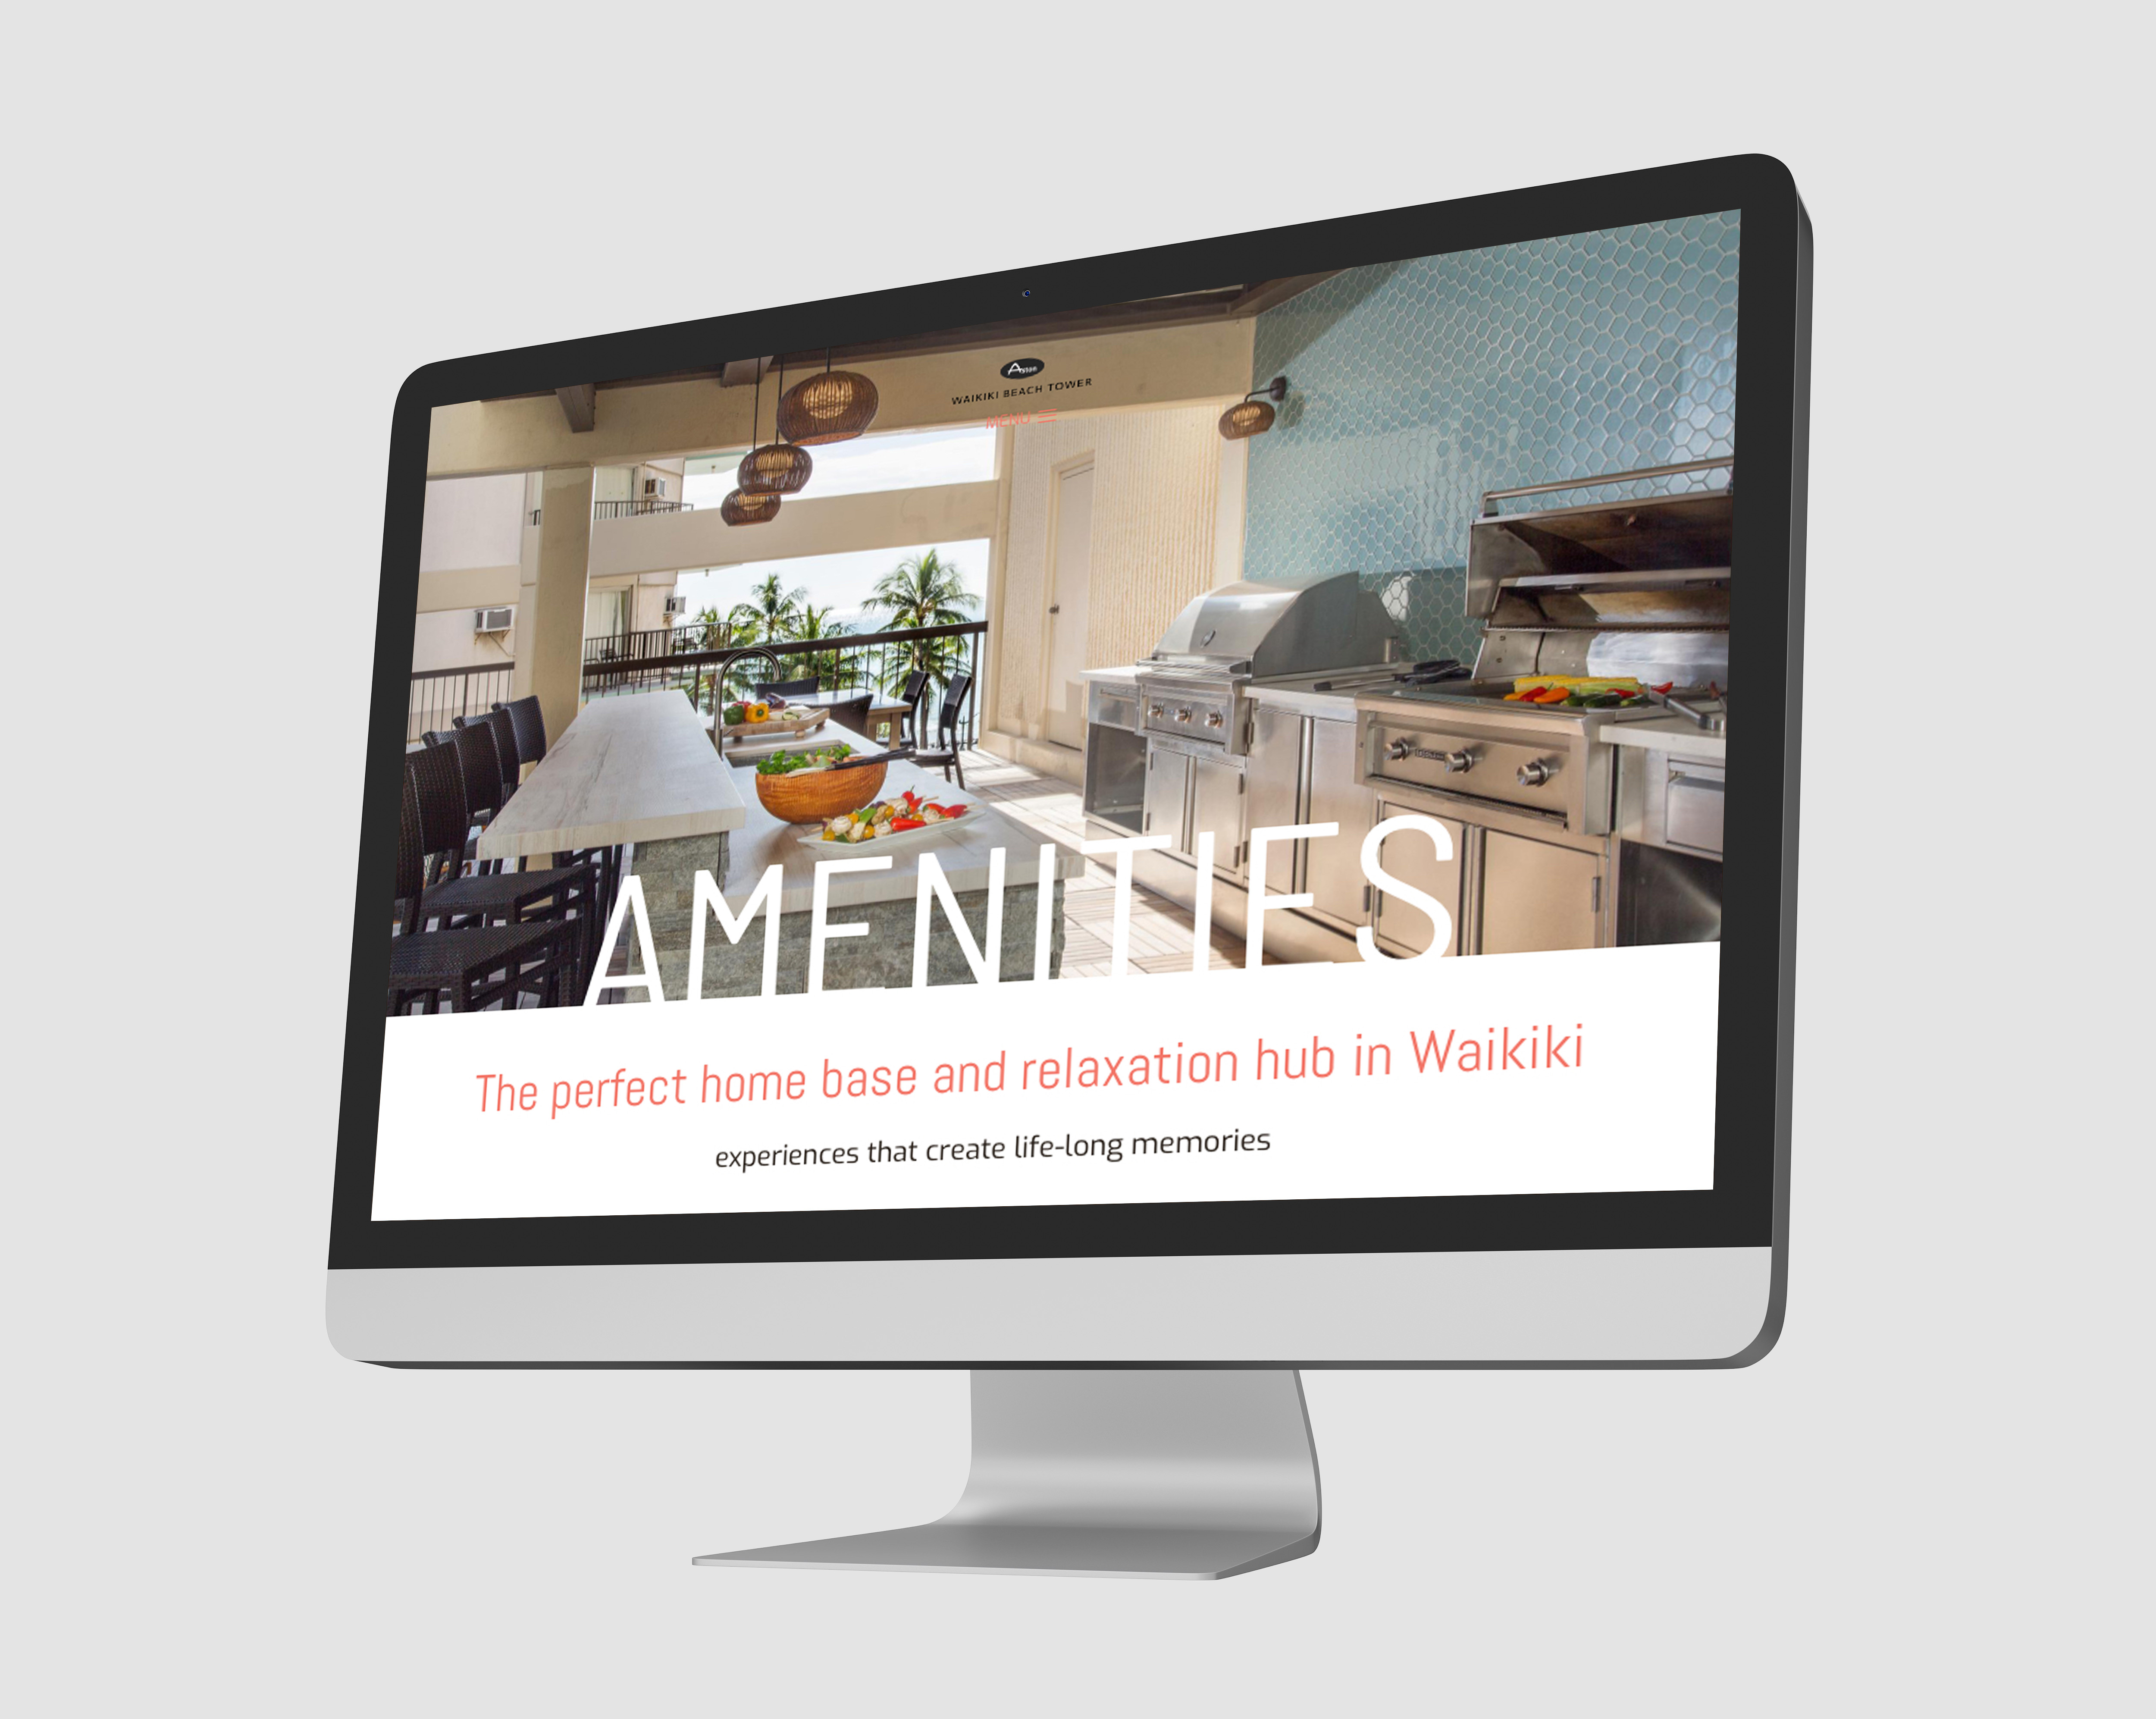 Aston
WAIKIKI BEACH TOWER
MENU
AMENITIES
The perfect home base and relaxation hub in Waikiki
experiences that create life-long memories